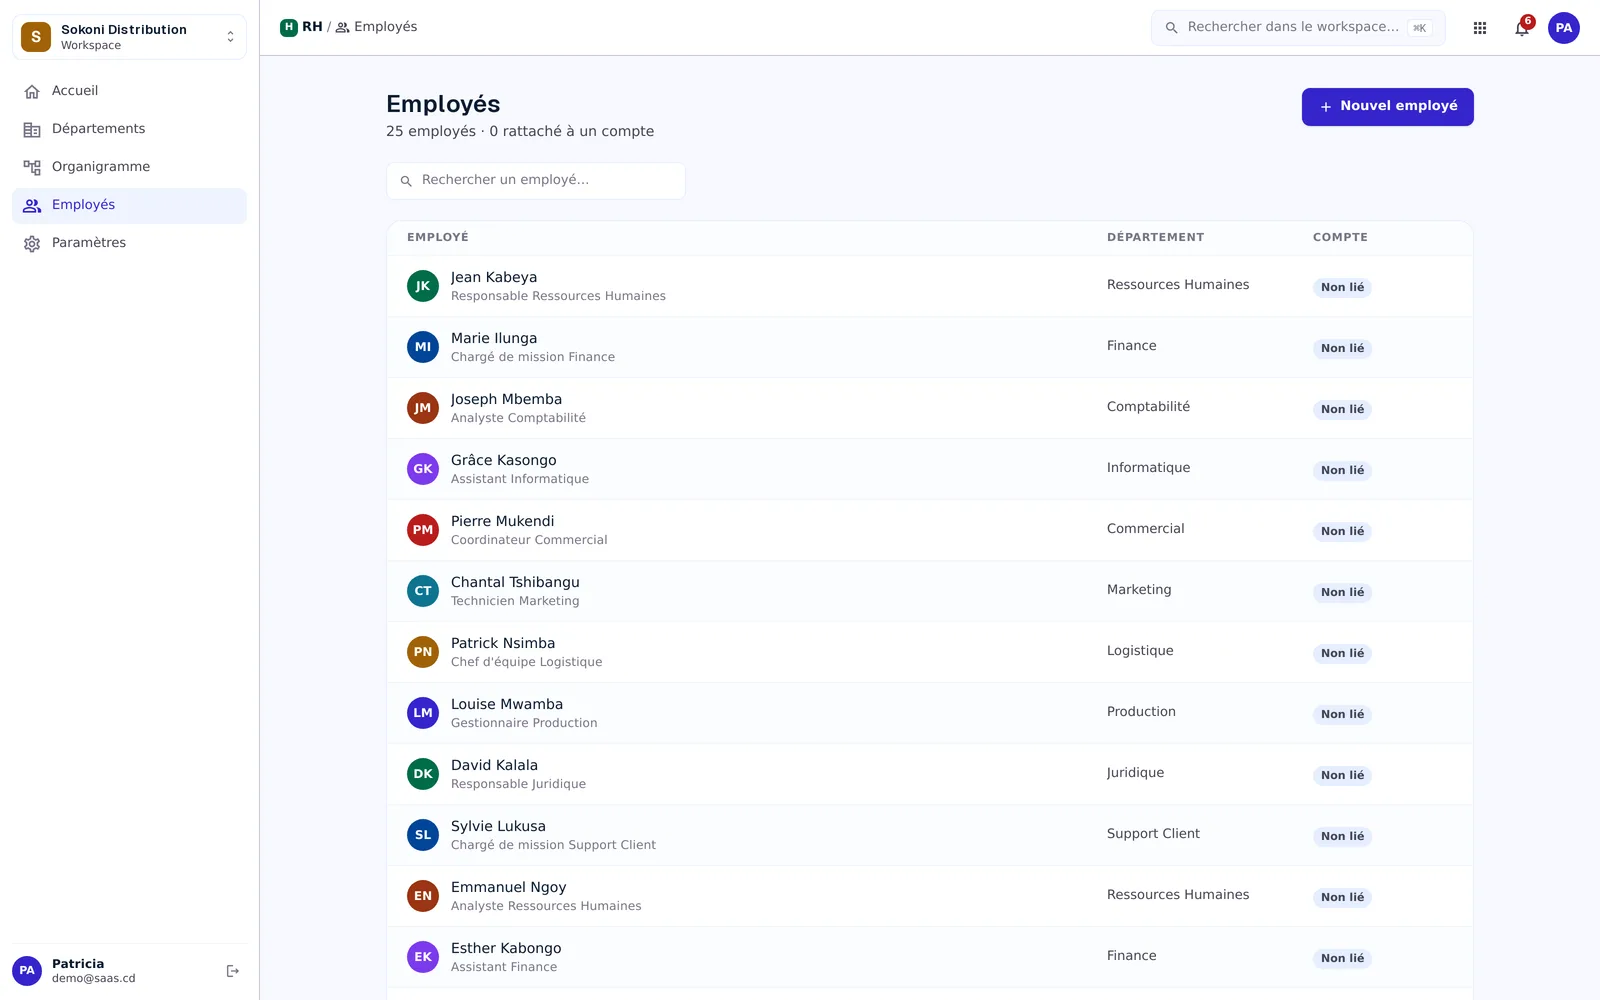 S
Sokoni Distribution
Workspace
Accueil
Départements
Organigramme
Employés
Paramètres
PA
Patricia
demo@saas.cd
H RH / Employés
Rechercher dans le workspace... ⌘K
6
PA
Employés
25 employés · 0 rattaché à un compte
+ Nouvel employé
Rechercher un employé...
EMPLOYÉ DÉPARTEMENT COMPTE
JK Jean Kabeya
Responsable Ressources Humaines
Ressources Humaines
Non lié
MI Marie Ilunga
Chargé de mission Finance
Finance
Non lié
JM Joseph Mbemba
Analyste Comptabilité
Comptabilité
Non lié
GK Grâce Kasongo
Assistant Informatique
Informatique
Non lié
PM Pierre Mukendi
Coordinateur Commercial
Commercial
Non lié
CT Chantal Tshibangu
Technicien Marketing
Marketing
Non lié
PN Patrick Nsimba
Chef d'équipe Logistique
Logistique
Non lié
LM Louise Mwamba
Gestionnaire Production
Production
Non lié
DK David Kalala
Responsable Juridique
Juridique
Non lié
SL Sylvie Lukusa
Chargé de mission Support Client
Support Client
Non lié
EN Emmanuel Ngoy
Analyste Ressources Humaines
Ressources Humaines
Non lié
EK Esther Kabongo
Assistant Finance
Finance
Non lié